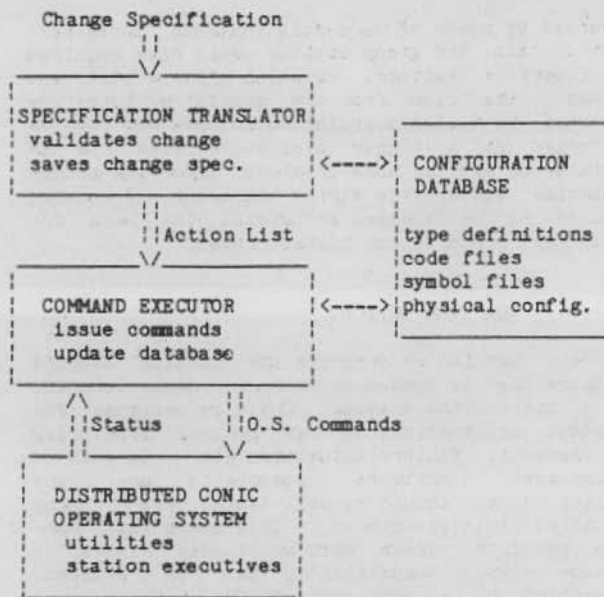 Change Specification
SPECIFICATION TRANSLATOR
validates change
saves change spec.
CONFIGURATION
DATABASE
type definitions
code files
symbol files
physical config.
Action List
COMMAND EXECUTOR
issue commands
update database
Status
O.S. Commands
DISTRIBUTED CONIC
OPERATING SYSTEM
utilities
station executives